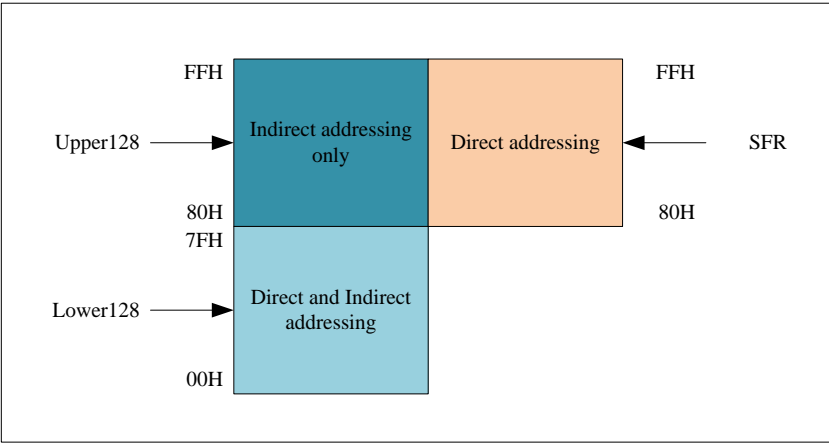 FFH
FFH
Upper128
Indirect addressing
only
Direct addressing
SFR
80H
80H
7FH
Lower128
Direct and Indirect
addressing
00H